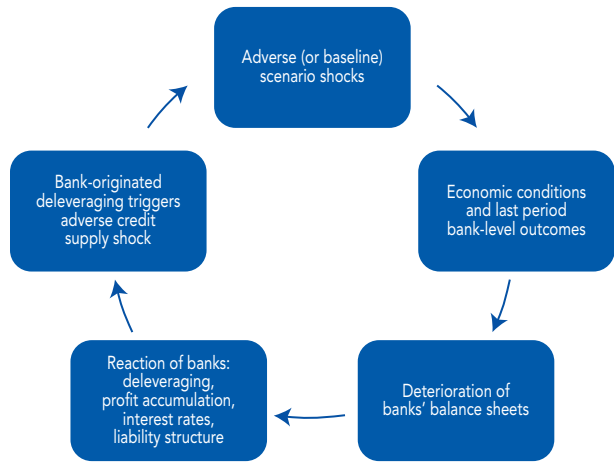 Adverse (or baseline)
scenario shocks
Economic conditions
and last period
bank-level outcomes
Deterioration of
banks' balance sheets
Reaction of banks:
deleveraging,
profit accumulation,
interest rates,
liability structure
Bank-originated
deleveraging triggers
adverse credit
supply shock